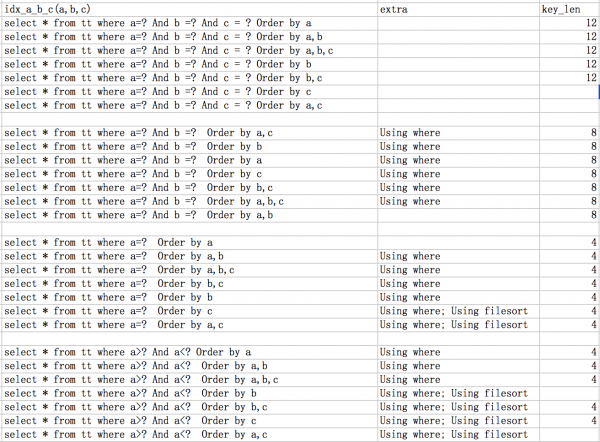 idx_a_b_c(a,b,c) extra key_len
select * from tt where a=? And b =? And c = ? Order by a 12
select * from tt where a=? And b =? And c = ? Order by a,b 12
select * from tt where a=? And b =? And c = ? Order by a,b,c 12
select * from tt where a=? And b =? And c = ? Order by b 12
select * from tt where a=? And b =? And c = ? Order by b,c 12
select * from tt where a=? And b =? And c = ? Order by c
select * from tt where a=? And b =? And c = ? Order by a,c
select * from tt where a=? And b =?  Order by a,c Using where 8
select * from tt where a=? And b =?  Order by b Using where 8
select * from tt where a=? And b =?  Order by a Using where 8
select * from tt where a=? And b =?  Order by c Using where 8
select * from tt where a=? And b =?  Order by b,c Using where 8
select * from tt where a=? And b =?  Order by a,b,c Using where 8
select * from tt where a=? And b =?  Order by a,b 8
select * from tt where a=?  Order by a 4
select * from tt where a=?  Order by a,b Using where 4
select * from tt where a=?  Order by a,b,c Using where 4
select * from tt where a=?  Order by b,c Using where 4
select * from tt where a=?  Order by b Using where 4
select * from tt where a=?  Order by c Using where; Using filesort 4
select * from tt where a=?  Order by a,c Using where; Using filesort 4
select * from tt where a>? And a<? Order by a Using where 4
select * from tt where a>? And a<?  Order by a,b Using where 4
select * from tt where a>? And a<?  Order by a,b,c Using where 4
select * from tt where a>? And a<?  Order by b Using where; Using filesort
select * from tt where a>? And a<?  Order by b,c Using where; Using filesort 4
select * from tt where a>? And a<?  Order by c Using where; Using filesort 4
select * from tt where a>? And a<?  Order by a,c Using where; Using filesort